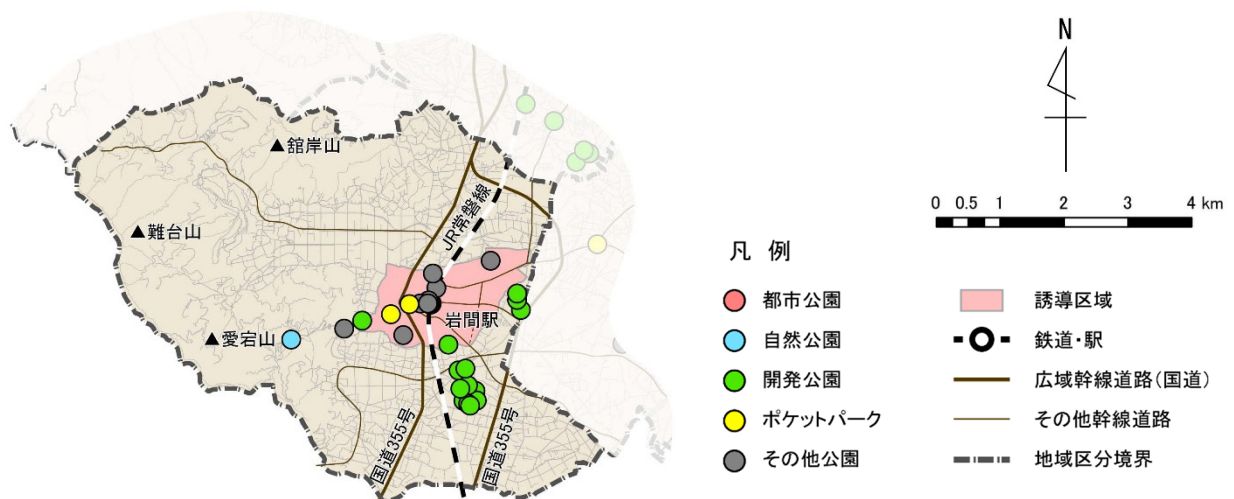 N
0 0.5 1 2 3 4 km
舘岸山
難台山
愛宕山
JR常磐線
岩間駅
国道355号
国道355号
凡 例
都市公園
自然公園
開発公園
ポケットパーク
その他公園
誘導区域
鉄道・駅
広域幹線道路(国道)
その他幹線道路
地域区分境界